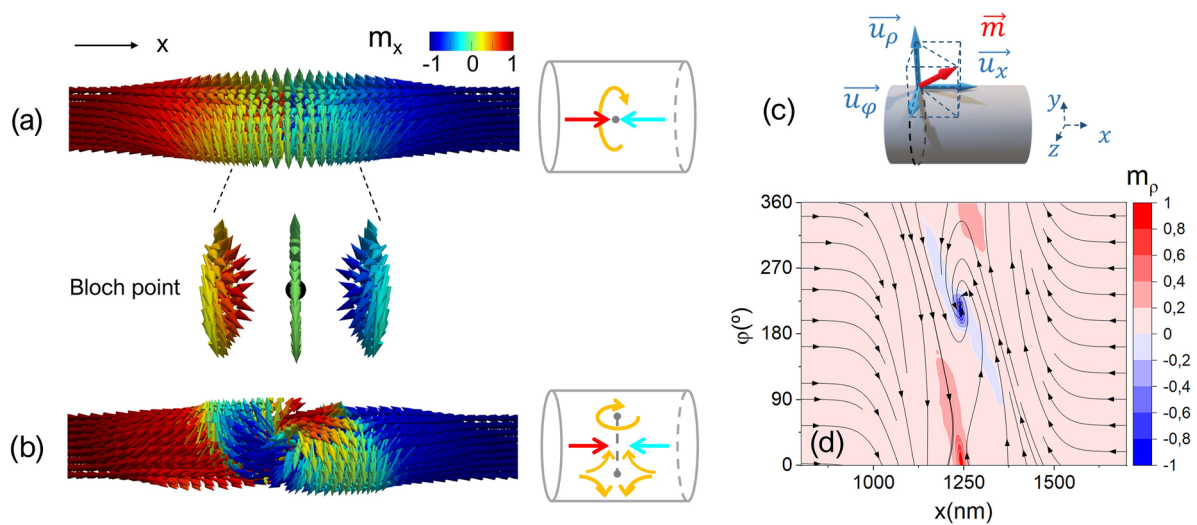 (a)
x
m_x
-1 0 1
Bloch point
(b)
(c)
u_ρ
m
u_x
u_φ
y
x
z
(d)
m_ρ
φ(º)
360
270
180
90
0
1000 1250 1500
x(nm)
1
0,8
0,6
0,4
0,2
0
-0,2
-0,4
-0,6
-0,8
-1